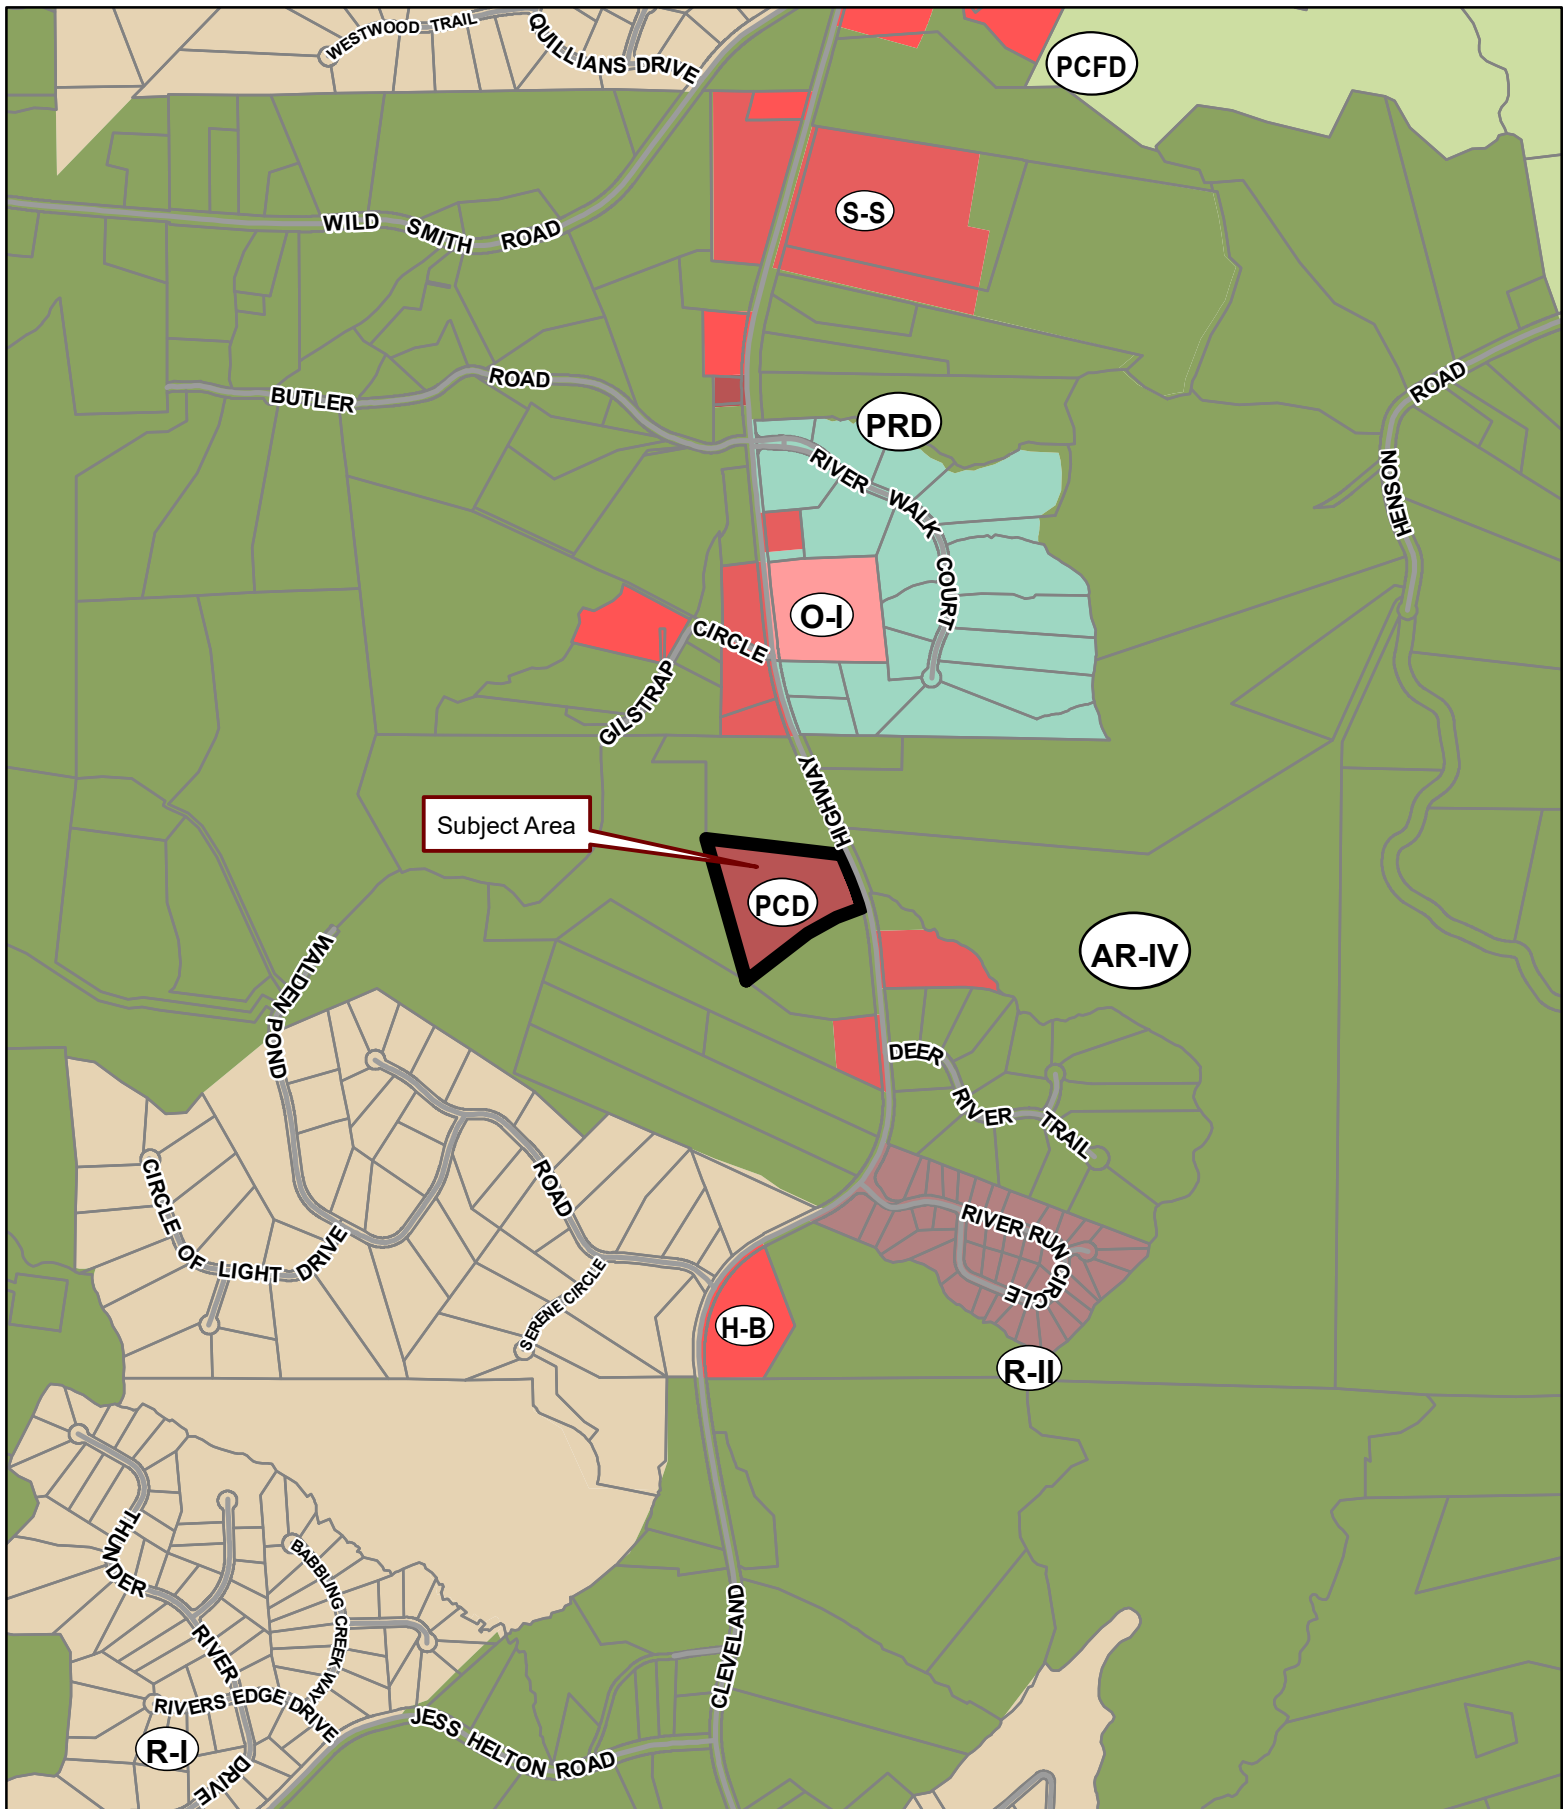 WESTWOOD TRAIL
QUILLIANS DRIVE
PCFD
S-S
WILD SMITH ROAD
BUTLER ROAD
ROAD
HENSON
PRD
RIVER WALK COURT
O-I
CIRCLE
GILSTRAP
HIGHWAY
Subject Area
PCD
AR-IV
WALDEN POND
DEER RIVER TRAIL
CIRCLE OF LIGHT DRIVE
ROAD
SERENE CIRCLE
RIVER RUN CIRCLE
H-B
R-II
THUNDER RIVER
BABBLING CREEK WAY
RIVERS EDGE DRIVE
CLEVELAND
JESS HELTON ROAD
R-I
DRIVE